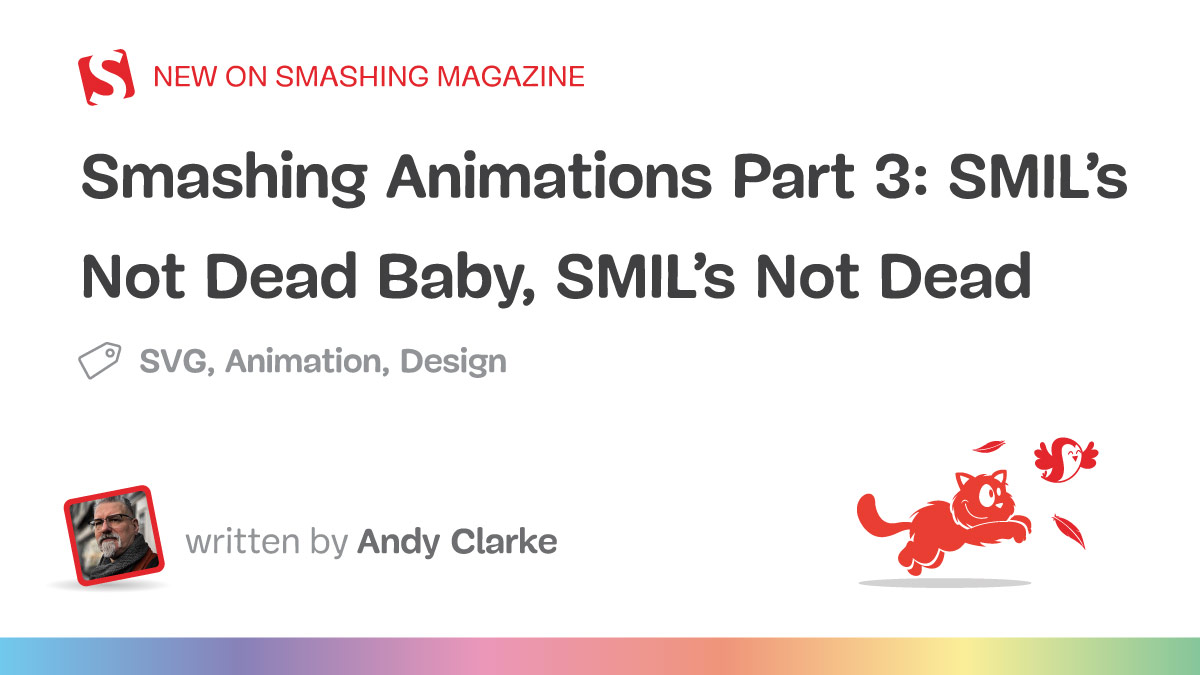 NEW ON SMASHING MAGAZINE
Smashing Animations Part 3: SMIL’s
Not Dead Baby, SMIL’s Not Dead
SVG, Animation, Design
written by Andy Clarke